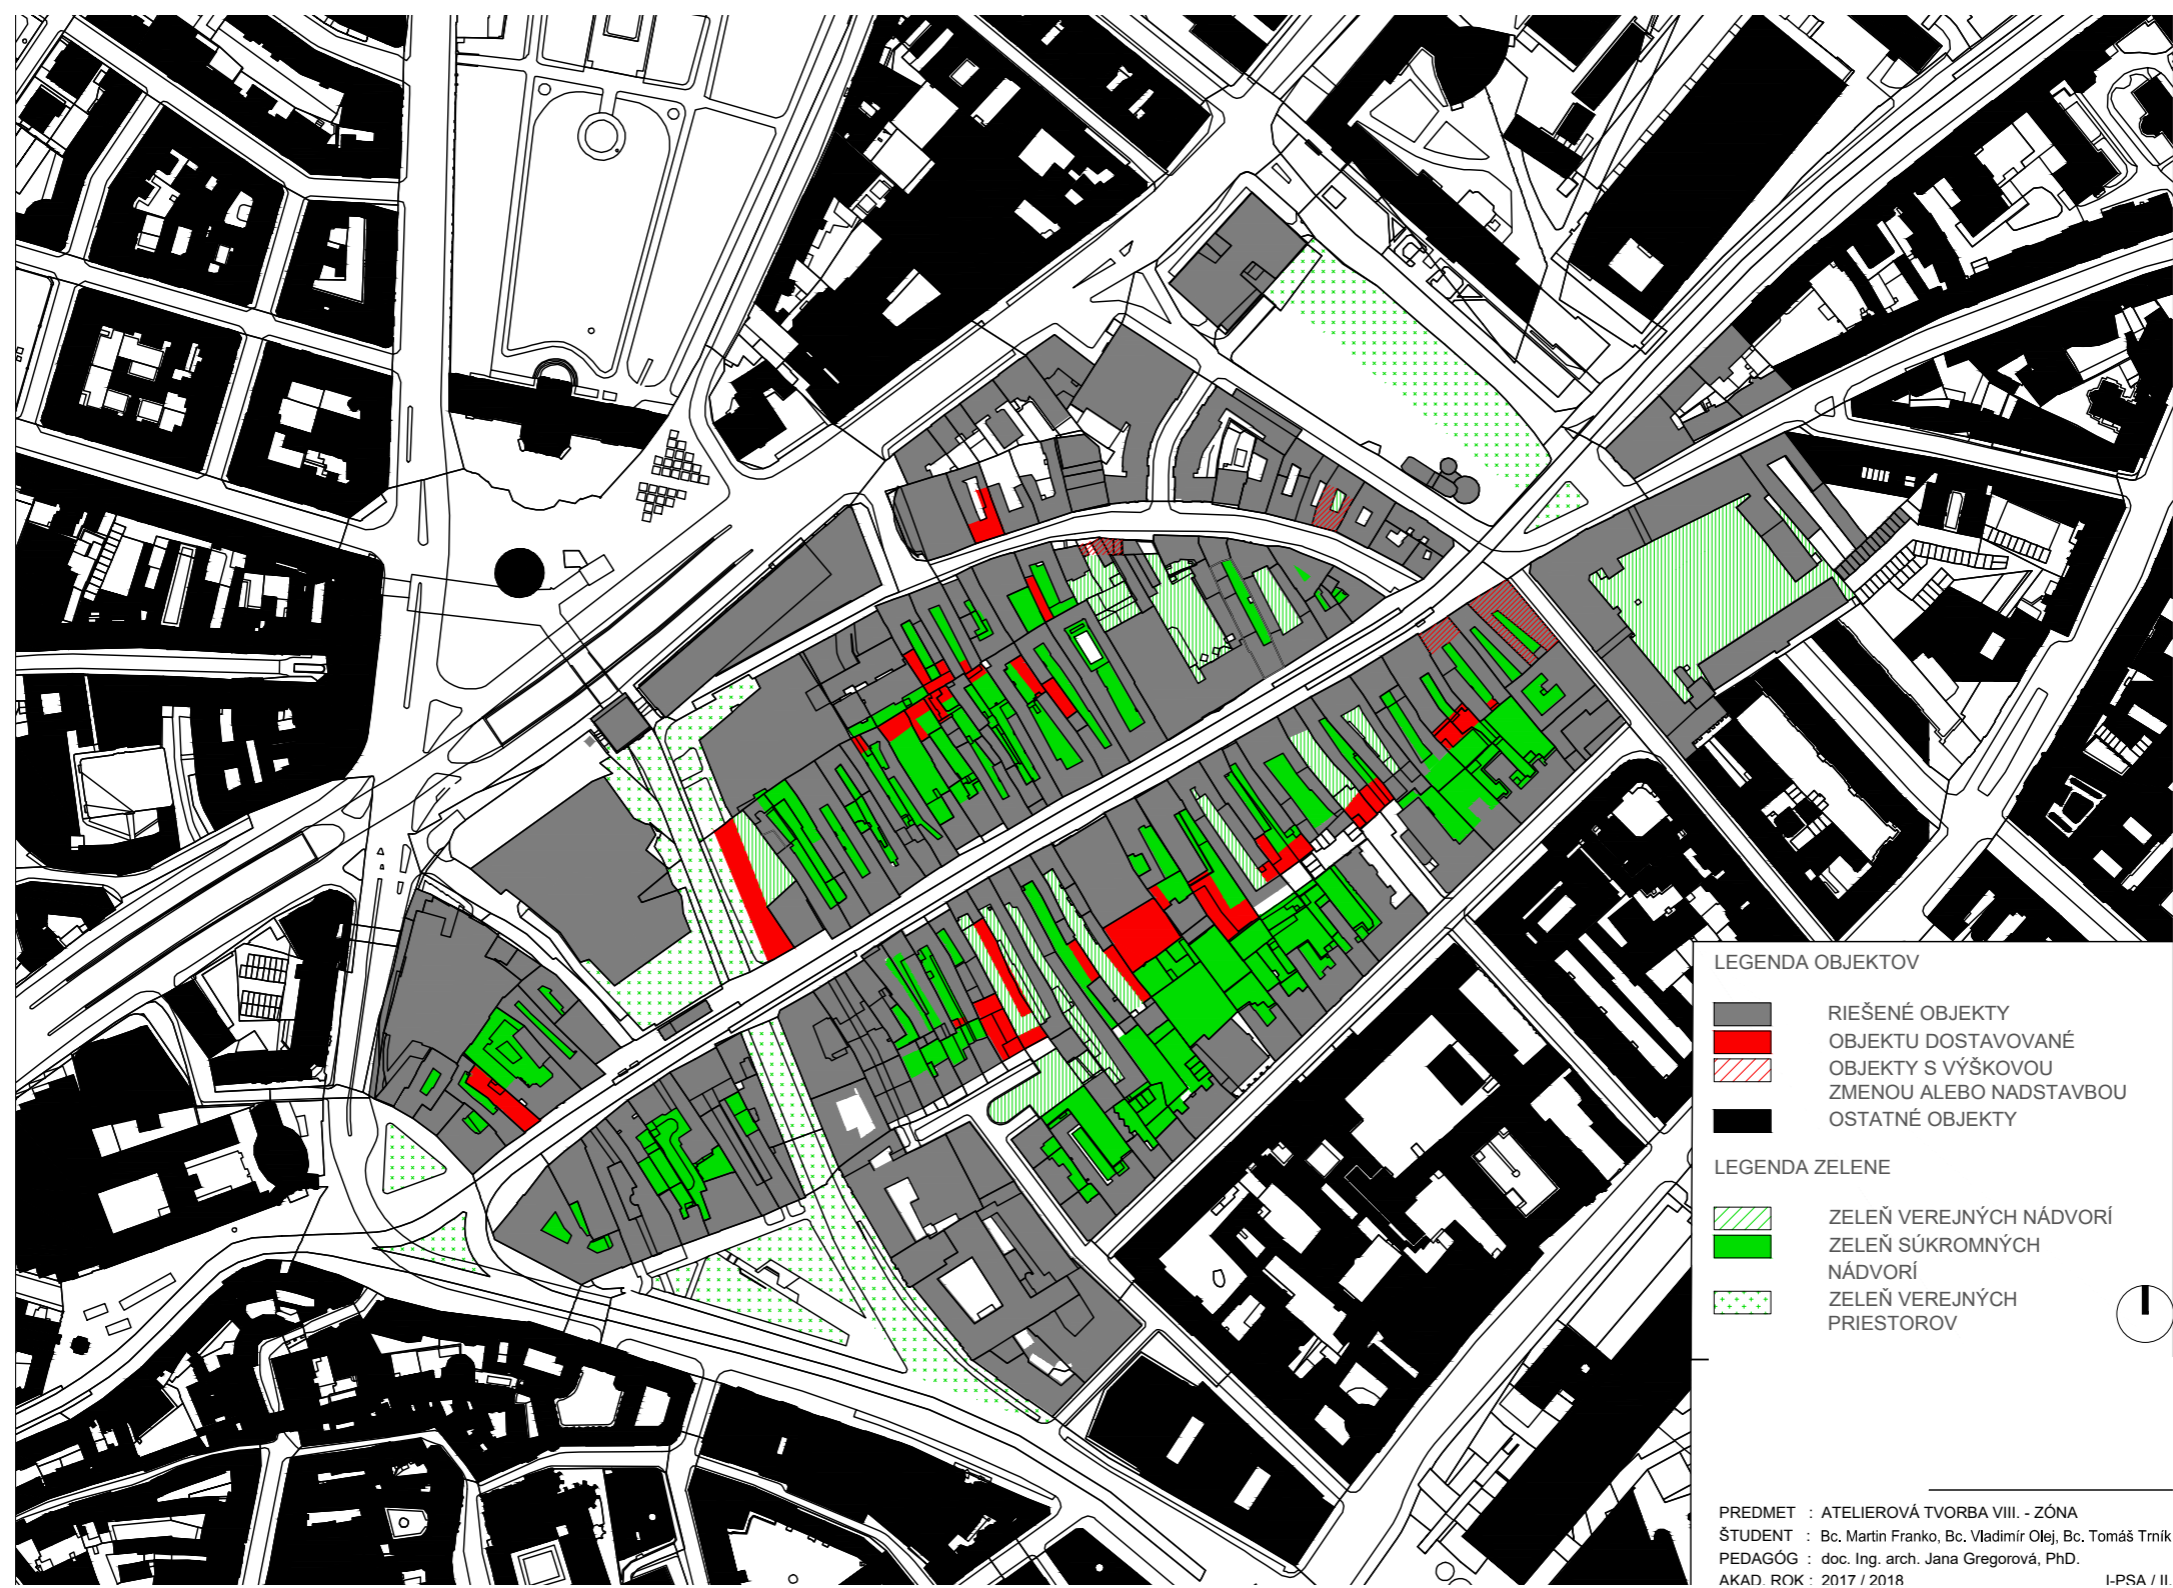 LEGENDA OBJEKTOV
RIEŠENÉ OBJEKTY
OBJEKTU DOSTAVOVANÉ
OBJEKTY S VÝŠKOVOU
ZMENOU ALEBO NADSTAVBOU
OSTATNÉ OBJEKTY
LEGENDA ZELENE
ZELEŇ VEREJNÝCH NÁDVORÍ
ZELEŇ SÚKROMNÝCH
NÁDVORÍ
ZELEŇ VEREJNÝCH
PRIESTOROV
PREDMET : ATELIEROVÁ TVORBA VIII. - ZÓNA
ŠTUDENT : Bc. Martin Franko, Bc. Vladimír Olej, Bc. Tomáš Trník
PEDAGÓG : doc. Ing. arch. Jana Gregorová, PhD.
AKAD. ROK : 2017 / 2018 I-PSA / II.